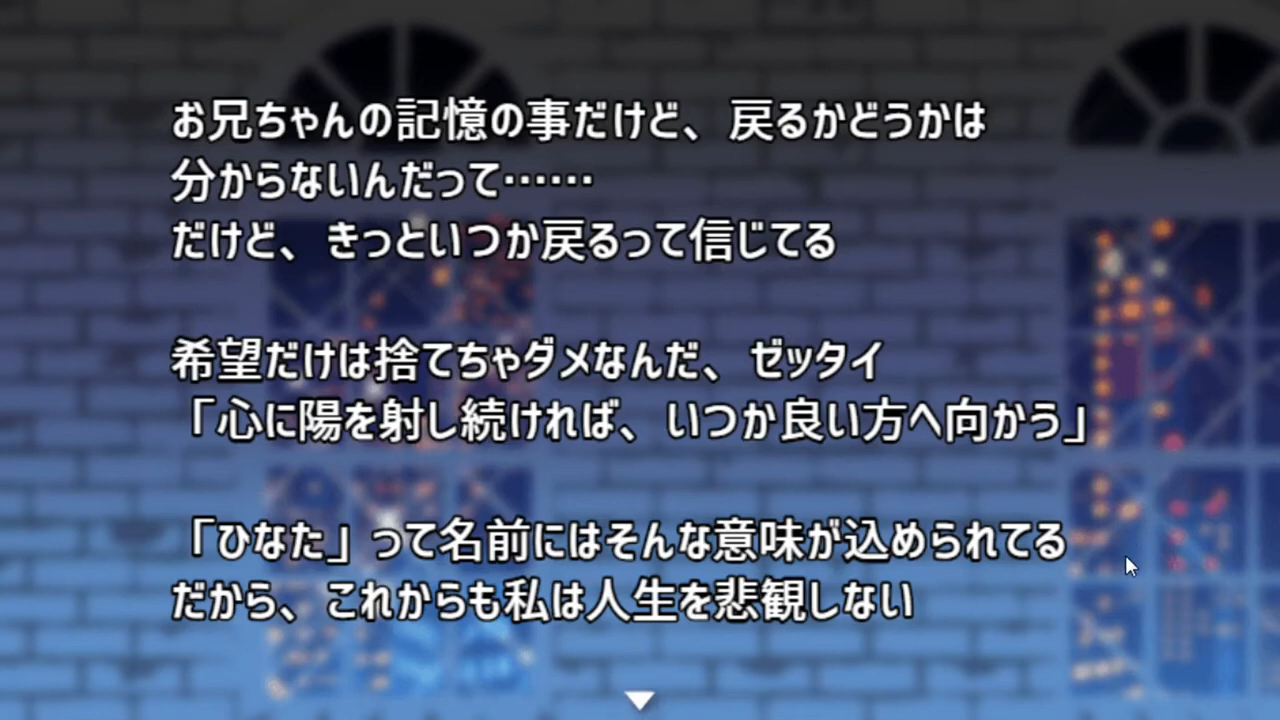 お兄ちゃんの記憶の事だけど、戻るかどうかは
分からないんだって……
だけど、きっといつか戻るって信じてる
希望だけは捨てちゃダメなんだ、ゼッタイ
「心に陽を射し続ければ、いつか良い方へ向かう」
「ひなた」って名前にはそんな意味が込められてる
だから、これからも私は人生を悲観しない